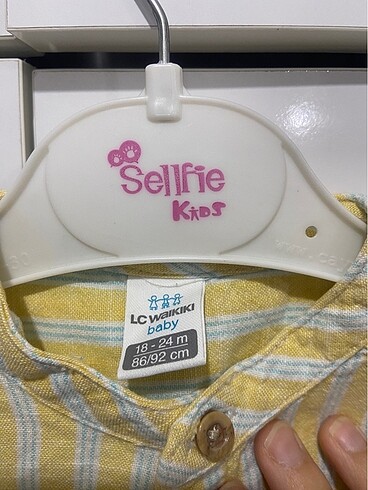 Sellfie
KiDS
LC WAIKIKI
baby
18 - 24 m
86/92 cm